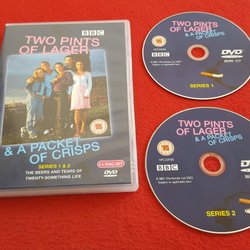 TWO PINTS
OF LAGER
BBC
& A PACKET
OF CRISPS
SERIES 1 & 2
THE BEERS AND TEARS OF
TWENTY-SOMETHING LIFE
2 x DISC SET
15
TWO PINTS
OF LAGER
& A PACKET
OF CRISPS
BBC
DVD
15
SERIES 1
TWO PINTS
OF LAGER
& A PACKET
OF CRISPS
BBC
DVD
15
SERIES 2